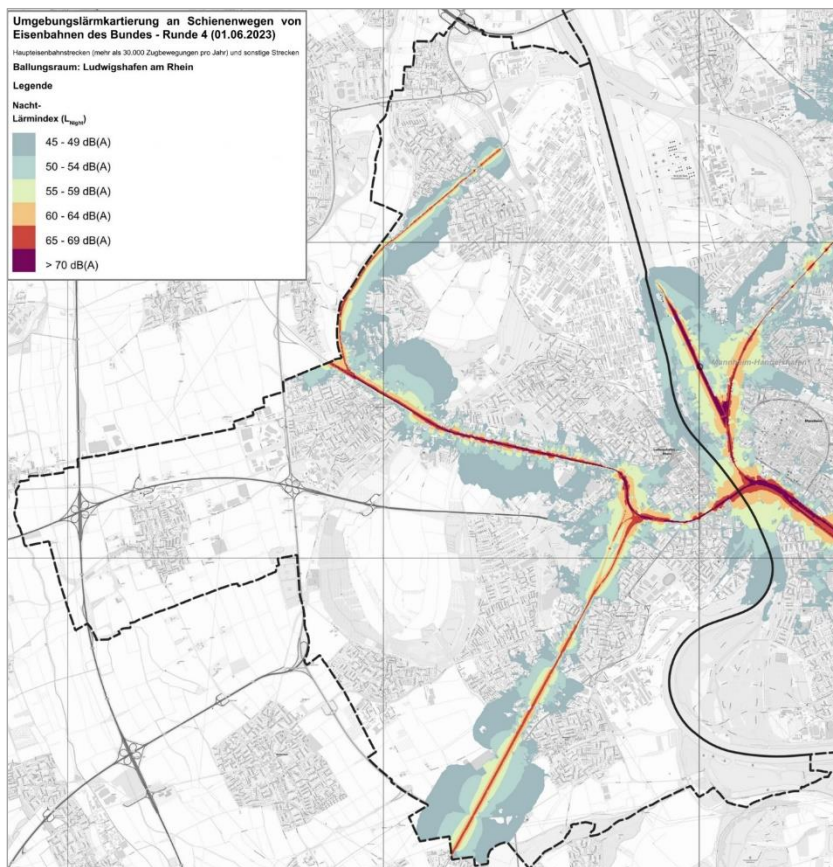 Umgebungslärmkartierung an Schienenwegen von
Eisenbahnen des Bundes - Runde 4 (01.06.2023)
Haupteisenbahnstrecken (mehr als 30.000 Zugbewegungen pro Jahr) und sonstige Strecken
Ballungsraum: Ludwigshafen am Rhein
Legende
Nacht-
Lärmindex (LNight)
45 - 49 dB(A)
50 - 54 dB(A)
55 - 59 dB(A)
60 - 64 dB(A)
65 - 69 dB(A)
> 70 dB(A)
Mannheim